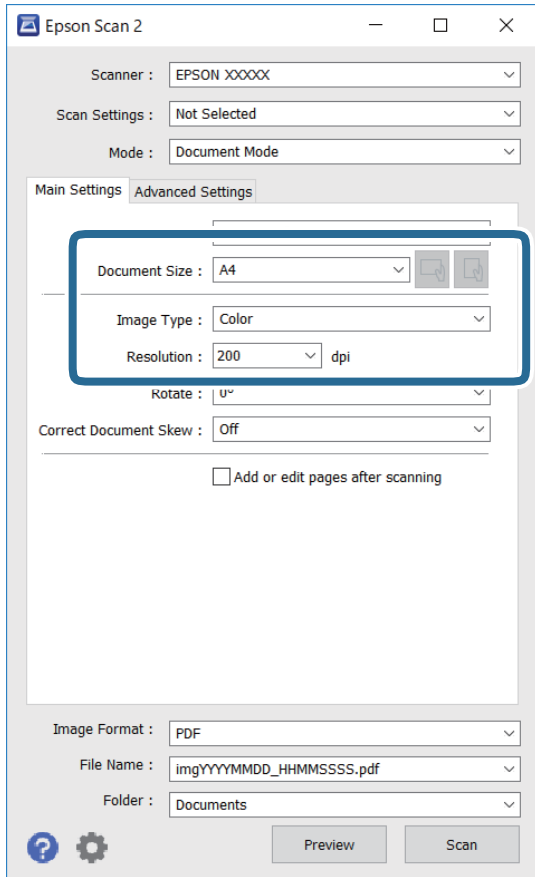 Epson Scan 2
Scanner : EPSON XXXXX
Scan Settings : Not Selected
Mode : Document Mode
Main Settings Advanced Settings
Document Size : A4
Image Type : Color
Resolution : 200 dpi
Rotate : 0°
Correct Document Skew : Off
Add or edit pages after scanning
Image Format : PDF
File Name : imgYYYYMMDD_HHMMSSSS.pdf
Folder : Documents
? Preview Scan